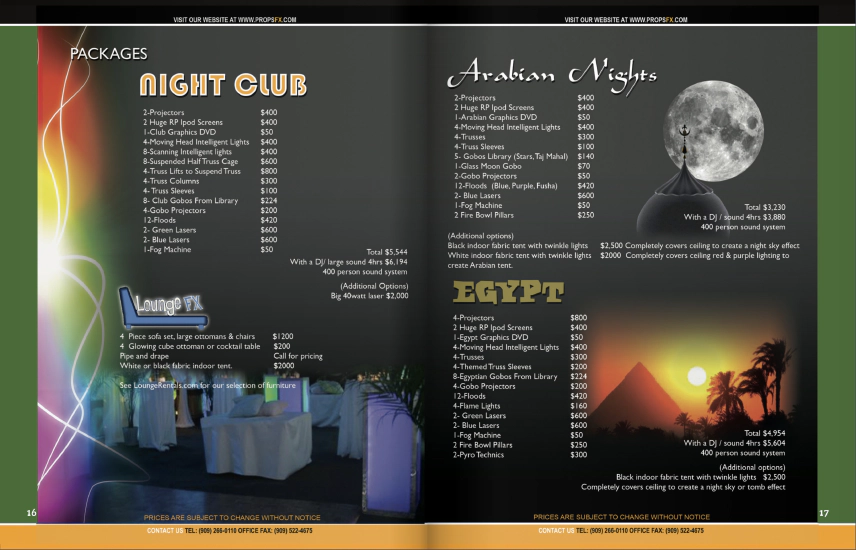 VISIT OUR WEBSITE AT WWW.PROPSFX.COM
PACKAGES
NIGHT CLUB
2-Projectors $400
2 Huge RP Ipod Screens $400
1-Club Graphics DVD $50
4-Moving Head Intelligent Lights $400
8-Scanning Intelligent lights $400
8-Suspended Half Truss Cage $600
4-Truss Lifts to Suspend Truss $800
4-Truss Columns $300
4- Truss Sleeves $100
8- Club Gobos From Library $224
4-Gobo Projectors $200
12-Floods $420
2- Green Lasers $600
2- Blue Lasers $600
1-Fog Machine $50
Total $5,544
With a DJ/ large sound 4hrs $6,194
400 person sound system
(Additional Options)
Big 40watt laser $2,000
Lounge FX
4 Piece sofa set, large ottomans & chairs $1200
4 Glowing cube ottoman or cocktail table $200
Pipe and drape Call for pricing
White or black fabric indoor tent. $2000
See LoungeRentals.com for our selection of furniture
16
PRICES ARE SUBJECT TO CHANGE WITHOUT NOTICE
CONTACT US TEL: (909) 266-0110 OFFICE FAX: (909) 522-4675
VISIT OUR WEBSITE AT WWW.PROPSFX.COM
Arabian Nights
2-Projectors $400
2 Huge RP Ipod Screens $400
1-Arabian Graphics DVD $50
4-Moving Head Intelligent Lights $400
4-Trusses $300
4-Truss Sleeves $100
5- Gobos Library (Stars, Taj Mahal) $140
1-Glass Moon Gobo $70
2-Gobo Projectors $50
12-Floods (Blue, Purple, Fusha) $420
2- Blue Lasers $600
1-Fog Machine $50
2 Fire Bowl Pillars $250
Total $3,230
With a DJ / sound 4hrs $3,880
400 person sound system
(Additional options)
Black indoor fabric tent with twinkle lights $2,500 Completely covers ceiling to create a night sky effect
White indoor fabric tent with twinkle lights $2000 Completely covers ceiling red & purple lighting to
create Arabian tent.
EGYPT
4-Projectors $800
2 Huge RP Ipod Screens $400
1-Egypt Graphics DVD $50
4-Moving Head Intelligent Lights $400
4-Trusses $300
4-Themed Truss Sleeves $200
8-Egyptian Gobos From Library $224
4-Gobo Projectors $200
12-Floods $420
4-Flame Lights $160
2- Green Lasers $600
2- Blue Lasers $600
1-Fog Machine $50
2 Fire Bowl Pillars $250
2-Pyro Technics $300
Total $4,954
With a DJ / sound 4hrs $5,604
400 person sound system
(Additional options)
Black indoor fabric tent with twinkle lights $2,500
Completely covers ceiling to create a night sky or tomb effect
17
PRICES ARE SUBJECT TO CHANGE WITHOUT NOTICE
CONTACT US TEL: (909) 266-0110 OFFICE FAX: (909) 522-4675